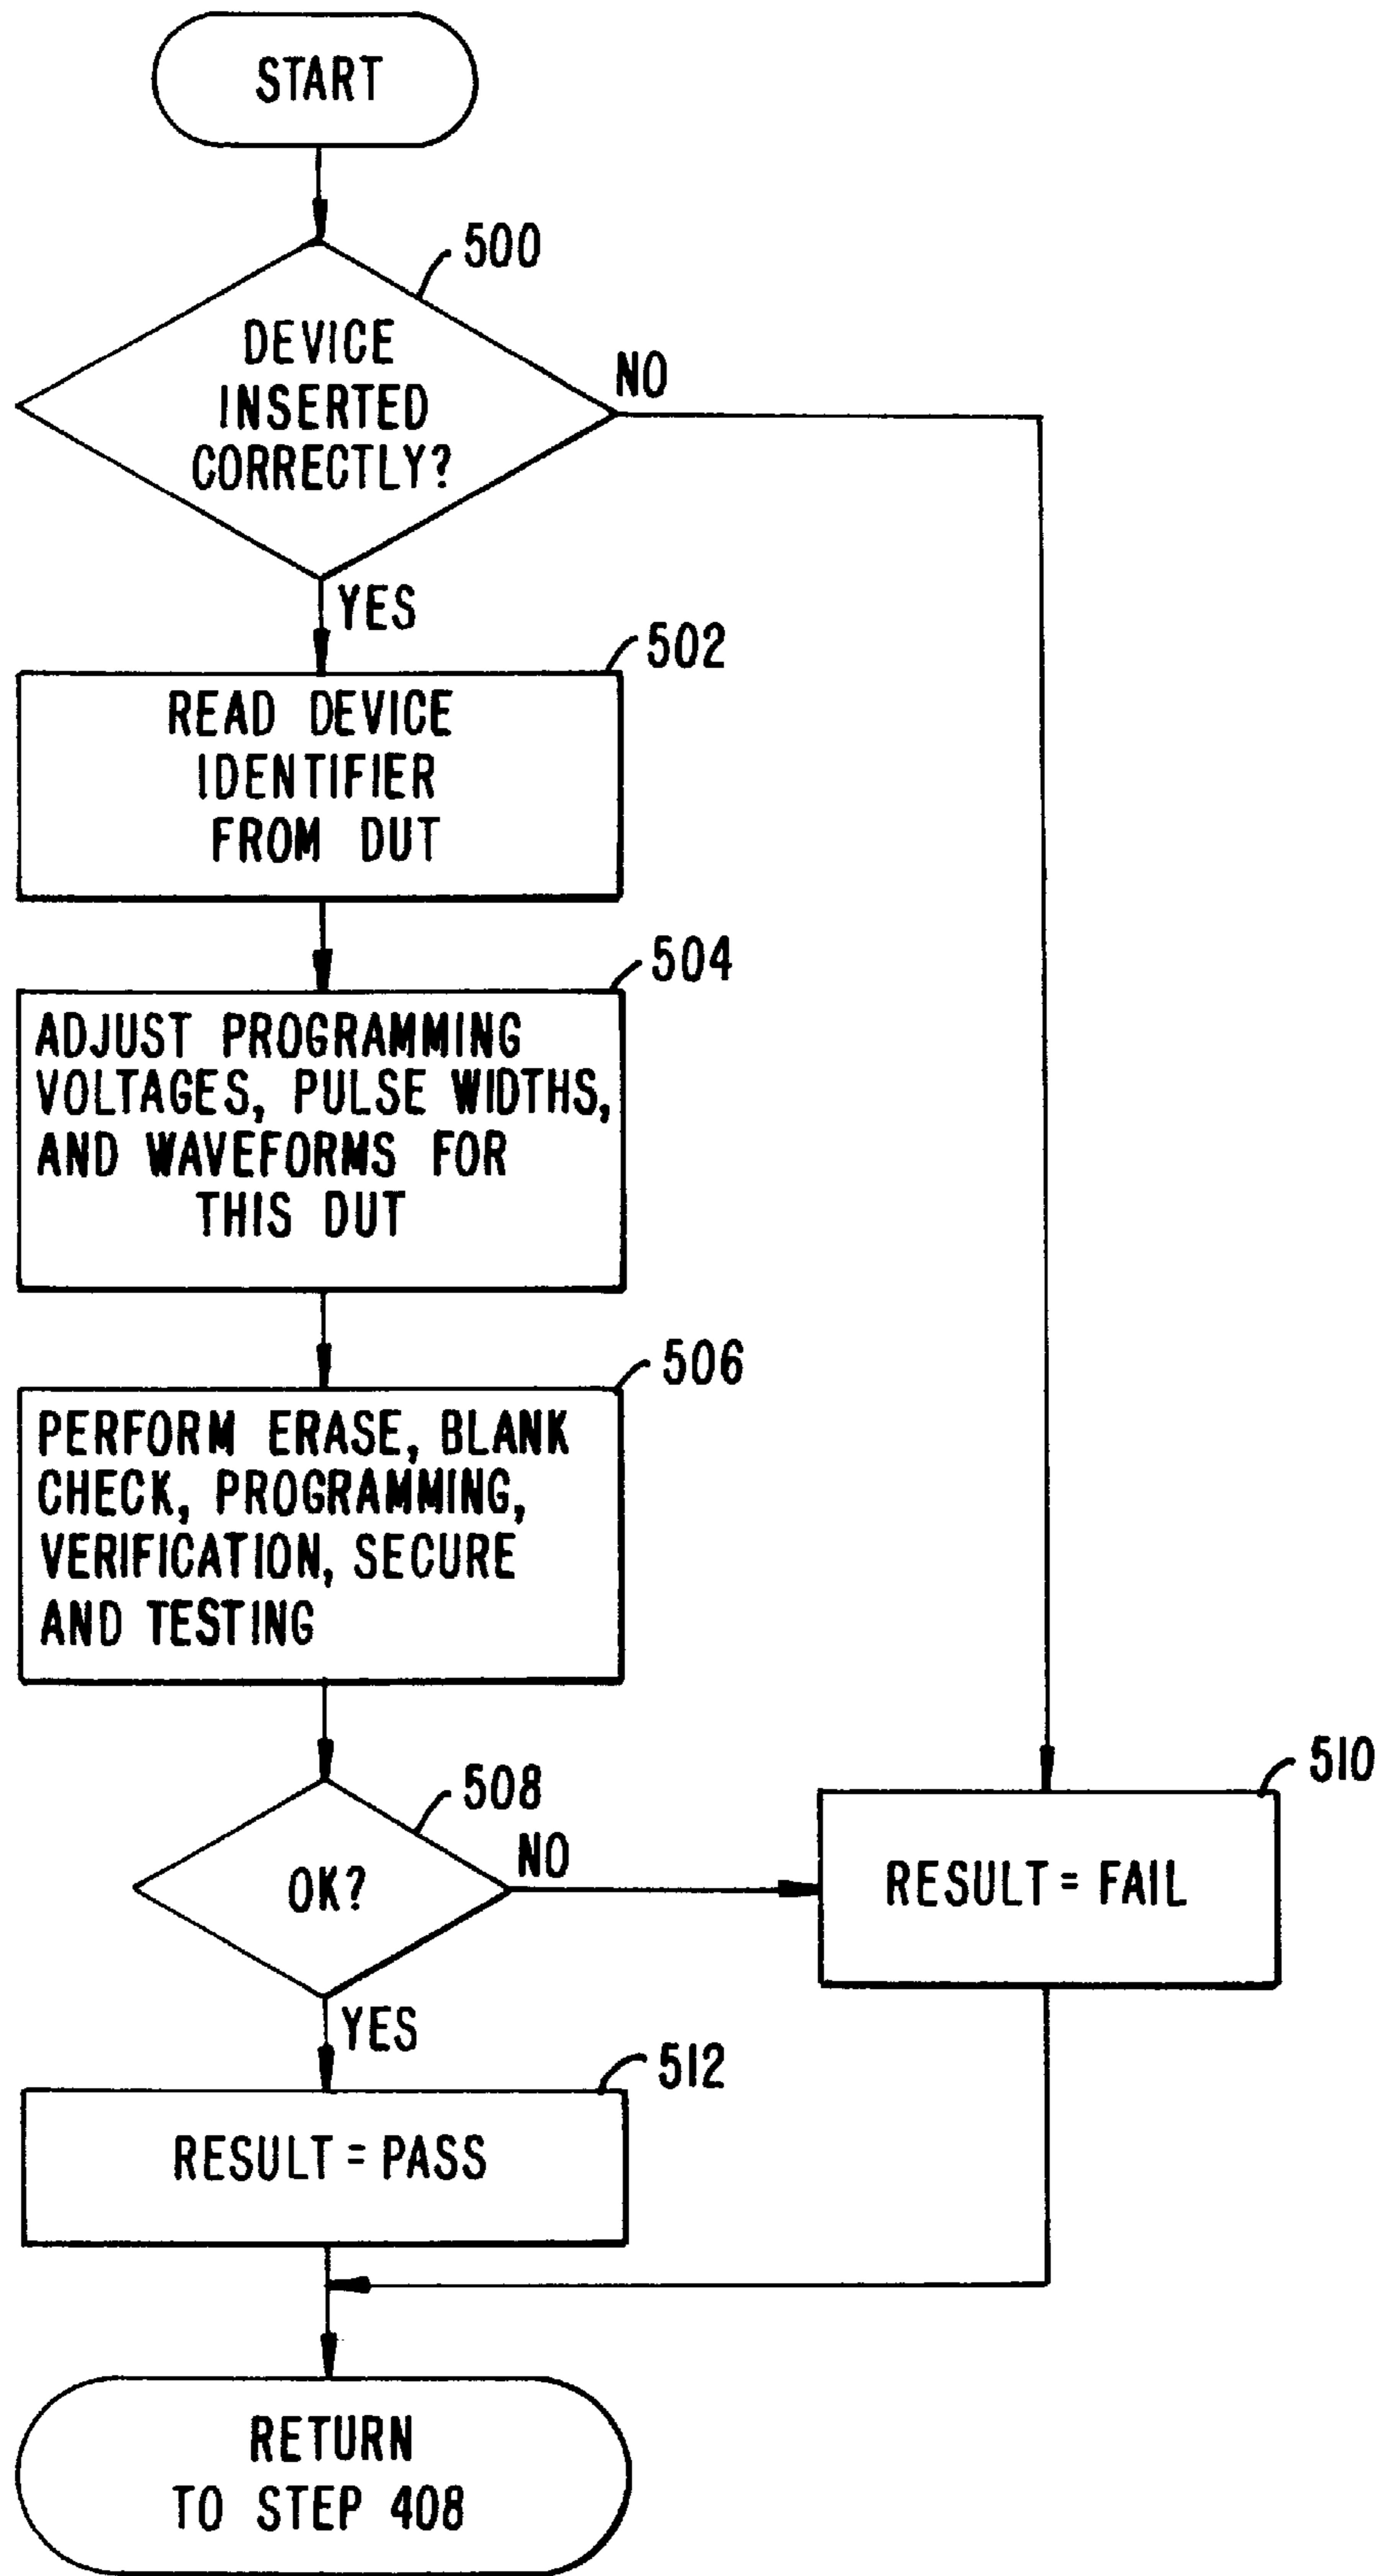 START
500
DEVICE
INSERTED
CORRECTLY?
NO
YES
502
READ DEVICE
IDENTIFIER
FROM DUT
504
ADJUST PROGRAMMING
VOLTAGES, PULSE WIDTHS,
AND WAVEFORMS FOR
THIS DUT
506
PERFORM ERASE, BLANK
CHECK, PROGRAMMING,
VERIFICATION, SECURE
AND TESTING
508
OK?
NO
510
RESULT = FAIL
YES
512
RESULT = PASS
RETURN
TO STEP 408